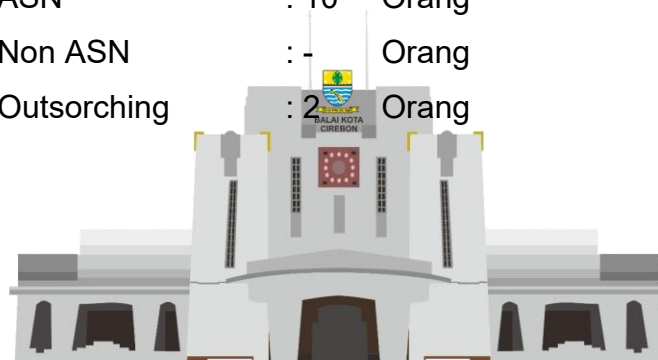 ASN : 10 Orang
Non ASN : - Orang
Outsorching : 2 Orang
BALAI KOTA
CIREBON